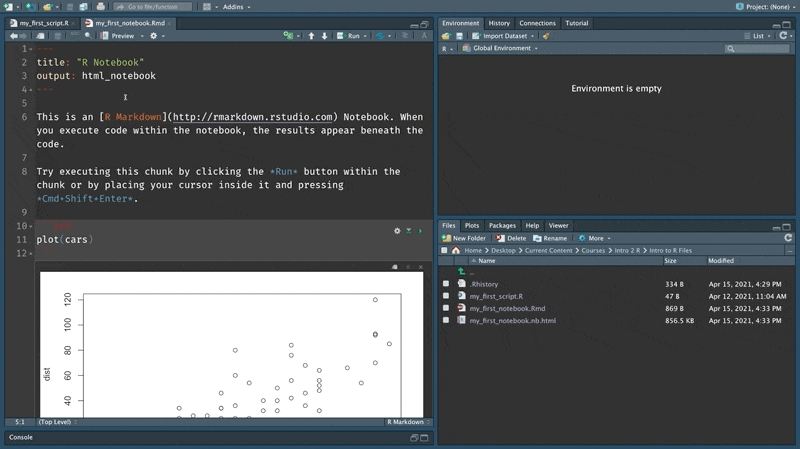 Go to file/function
Addins
Project: (None)
my_first_script.R
my_first_notebook.Rmd
Preview
Insert
Run
1 ---
2 title: "R Notebook"
3 output: html_notebook
4 ---
5
6 This is an [R Markdown](http://rmarkdown.rstudio.com) Notebook. When
you execute code within the notebook, the results appear beneath the
code.
7
8 Try executing this chunk by clicking the *Run* button within the
chunk or by placing your cursor inside it and pressing
*Cmd+Shift+Enter*.
9
10
11 plot(cars)
12
120
100
80
60
40
dist
5:1
(Top Level)
R Markdown
Console
Environment
History
Connections
Tutorial
Import Dataset
List
R
Global Environment
Environment is empty
Files
Plots
Packages
Help
Viewer
New Folder
Delete
Rename
More
Home
Desktop
Current Content
Courses
Intro 2 R
Intro to R Files
Name
Size
Modified
..
.Rhistory
334 B
Apr 15, 2021, 4:29 PM
my_first_script.R
47 B
Apr 12, 2021, 11:04 AM
my_first_notebook.Rmd
869 B
Apr 15, 2021, 4:33 PM
my_first_notebook.nb.html
856.5 KB
Apr 15, 2021, 4:33 PM